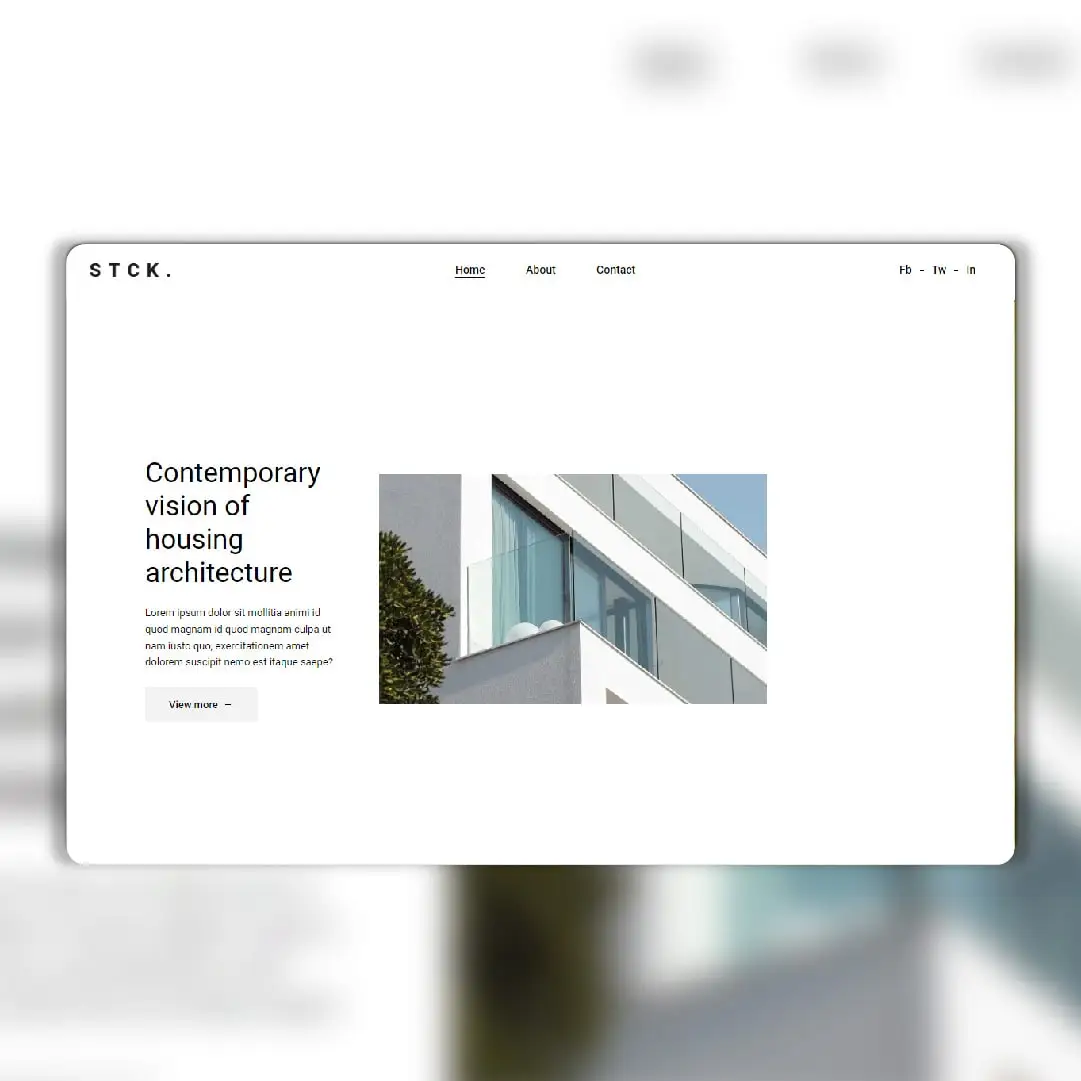 STCK.
Home About Contact
Fb - Tw - In
Contemporary
vision of
housing
architecture
Lorem ipsum dolor sit mollitia animi id
quod magnam id quod magnam culpa ut
nam iusto quo, exercitationem amet
dolorem suscipit nemo est itaque saepe?
View more –